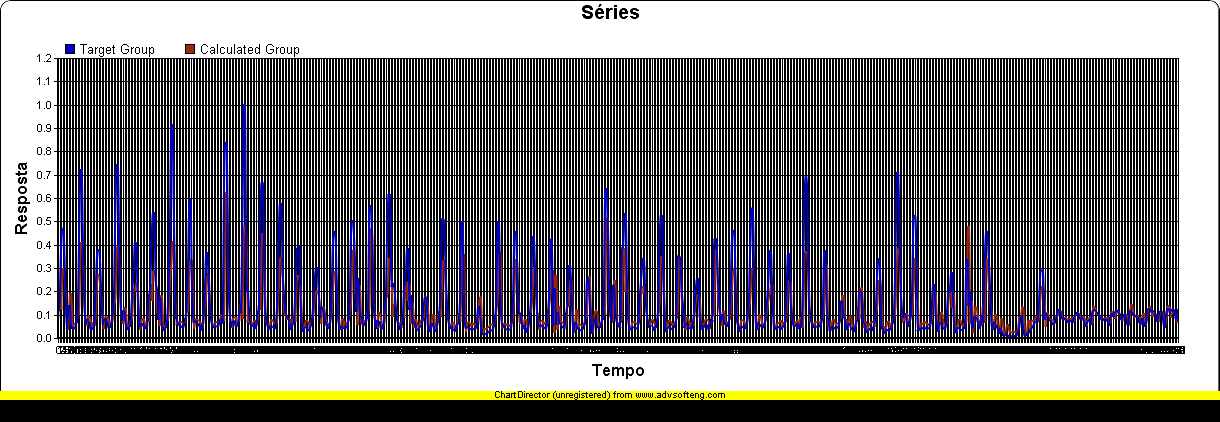 Séries
Target Group
Calculated Group
1.2
1.1
1.0
0.9
0.8
0.7
0.6
0.5
0.4
0.3
0.2
0.1
0.0
Resposta
Tempo
ChartDirector (unregistered) from www.advsofteng.com